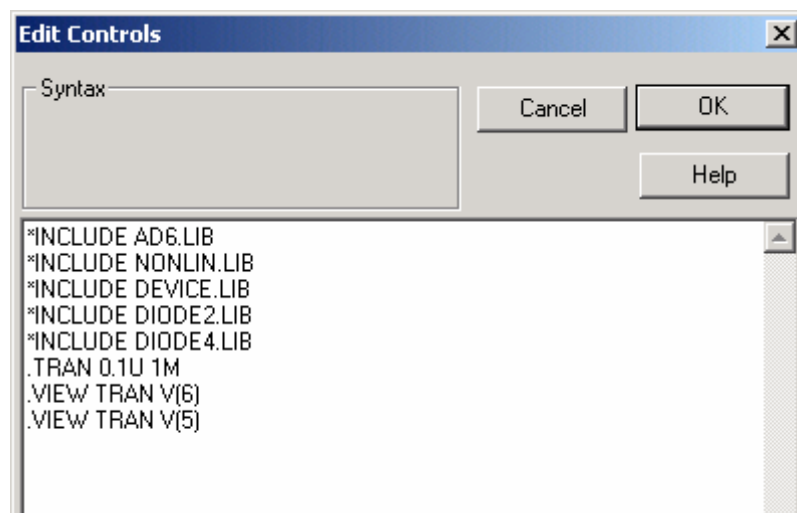 Edit Controls
Syntax
Cancel
OK
Help
*INCLUDE AD6.LIB
*INCLUDE NONLIN.LIB
*INCLUDE DEVICE.LIB
*INCLUDE DIODE2.LIB
*INCLUDE DIODE4.LIB
.TRAN 0.1U 1M
.VIEW TRAN V(6)
.VIEW TRAN V(5)